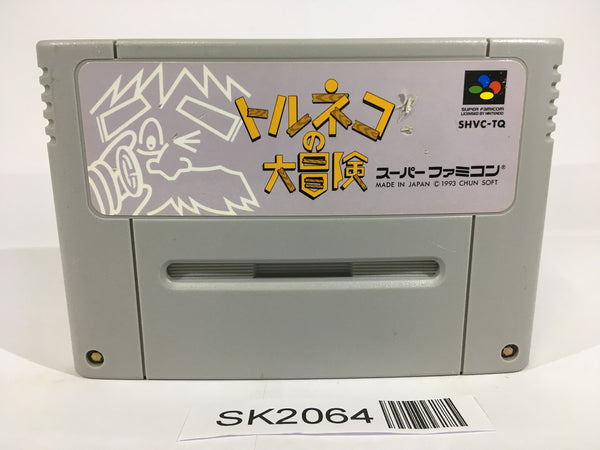 トルネコ
の
大冒険
SUPER FAMICOM
LICENSED BY NINTENDO
SHVC-TQ
スーパーファミコン®
MADE IN JAPAN © 1993 CHUN SOFT
SK2064